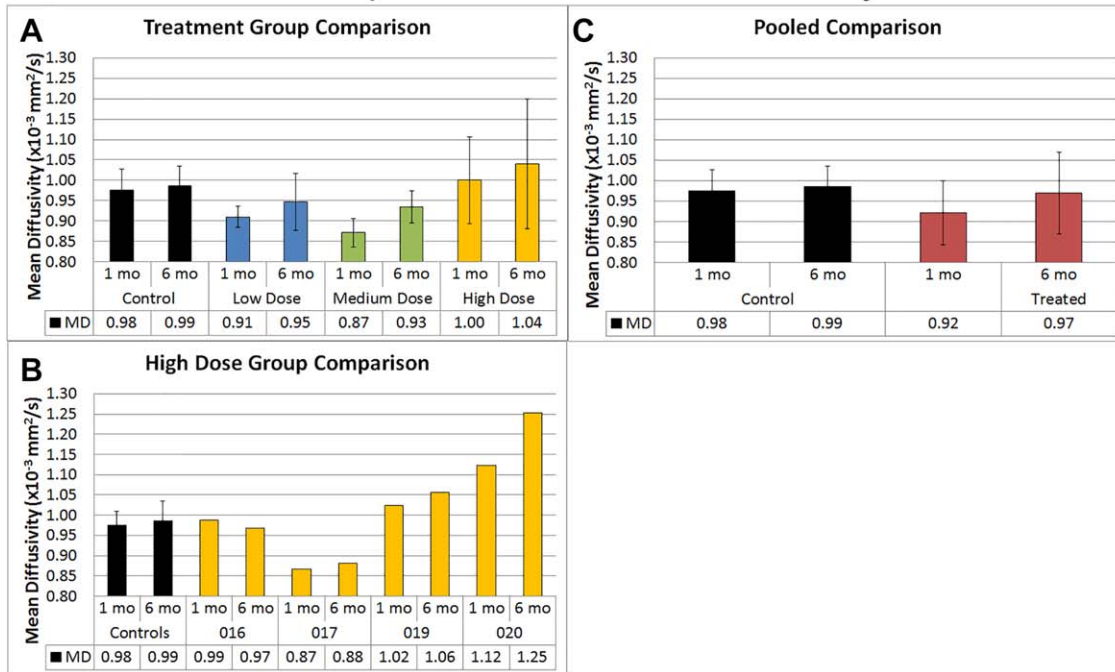 A
Treatment Group Comparison
Mean Diffusivity (x10⁻³ mm²/s)
1.30
1.25
1.20
1.15
1.10
1.05
1.00
0.95
0.90
0.85
0.80
1 mo 6 mo 1 mo 6 mo 1 mo 6 mo 1 mo 6 mo
Control Low Dose Medium Dose High Dose
MD 0.98 0.99 0.91 0.95 0.87 0.93 1.00 1.04
C
Pooled Comparison
Mean Diffusivity (x10⁻³ mm²/s)
1.30
1.25
1.20
1.15
1.10
1.05
1.00
0.95
0.90
0.85
0.80
1 mo 6 mo 1 mo 6 mo
Control Treated
MD 0.98 0.99 0.92 0.97
B
High Dose Group Comparison
Mean Diffusivity (x10⁻³ mm²/s)
1.30
1.25
1.20
1.15
1.10
1.05
1.00
0.95
0.90
0.85
0.80
1 mo 6 mo 1 mo 6 mo 1 mo 6 mo 1 mo 6 mo 1 mo 6 mo
Controls 016 017 019 020
MD 0.98 0.99 0.99 0.97 0.87 0.88 1.02 1.06 1.12 1.25